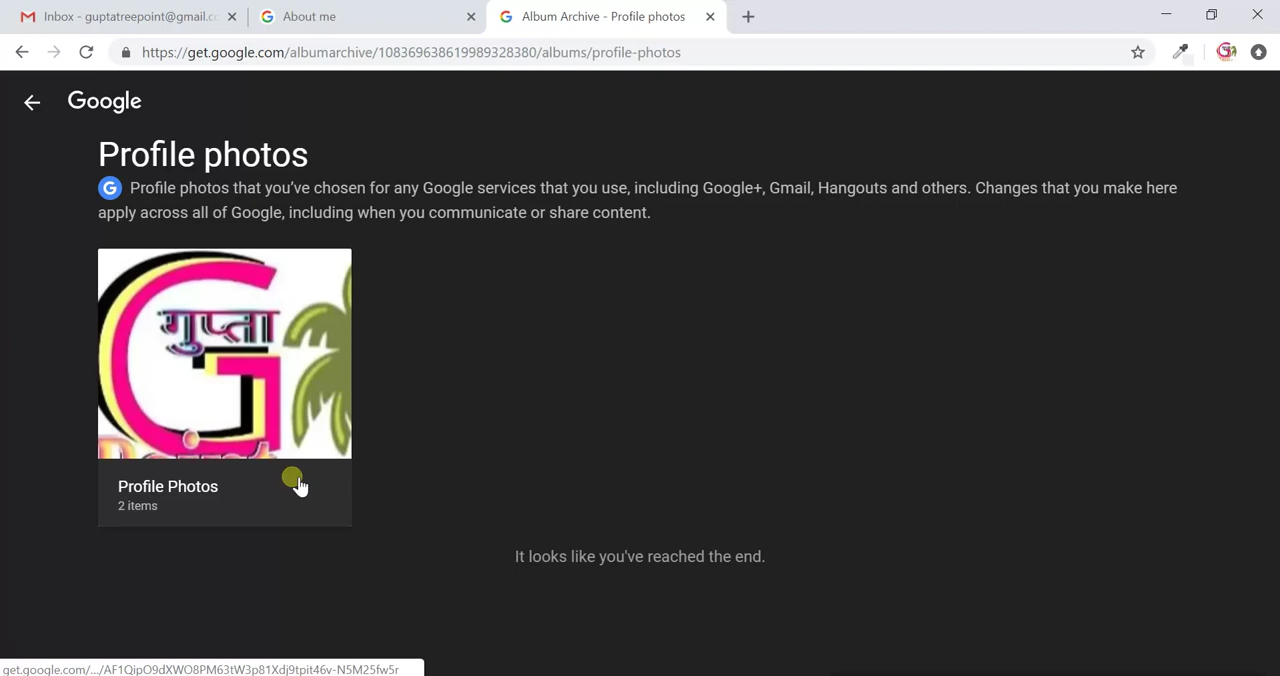 Inbox - guptatreepoint@gmail.c
About me
Album Archive - Profile photos
https://get.google.com/albumarchive/108369638619989328380/albums/profile-photos
Google
Profile photos
G Profile photos that you've chosen for any Google services that you use, including Google+, Gmail, Hangouts and others. Changes that you make here
apply across all of Google, including when you communicate or share content.
गुप्ता
G
Profile Photos
2 items
It looks like you've reached the end.
get.google.com/.../AF1QipO9dXWO8PM63tW3p81Xdj9tpit46v-N5M25fw5r